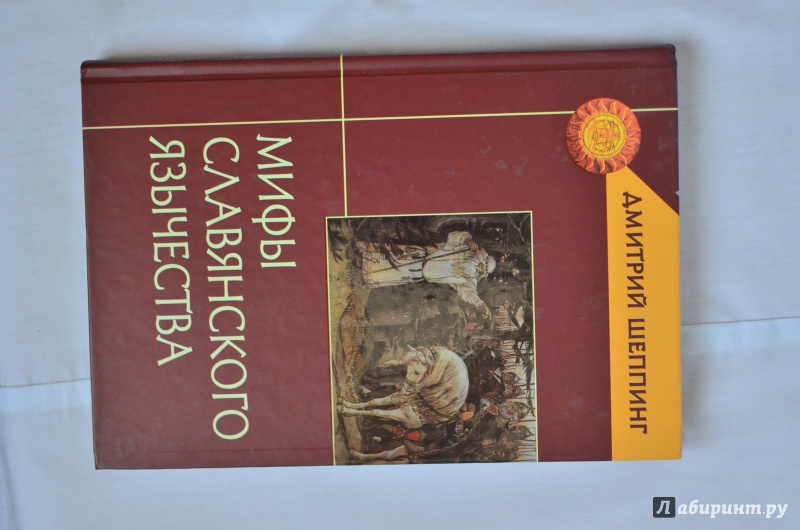 ДМИТРИЙ ШЕППИНГ
МИФЫ
СЛАВЯНСКОГО
ЯЗЫЧЕСТВА
Лабиринт.ру